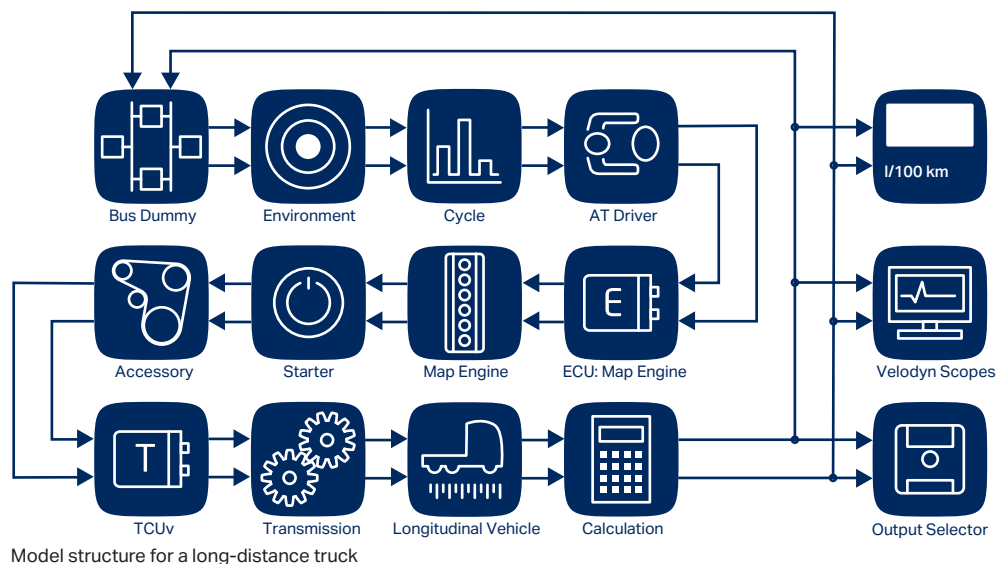 Bus Dummy
Environment
Cycle
AT Driver
l/100 km
E
Accessory
Starter
Map Engine
ECU: Map Engine
Velodyn Scopes
T
TCUv
Transmission
Longitudinal Vehicle
Calculation
Output Selector
Model structure for a long-distance truck